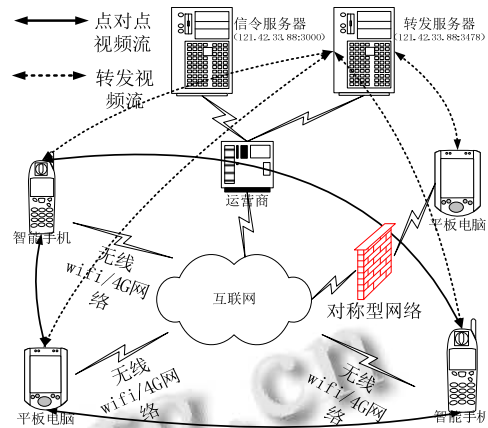 点对点
视频流
转发视
频流
信令服务器
(121.42.33.88:3000)
转发服务器
(121.42.33.88:3478)
运营商
智能手机
平板电脑
无线
wifi/4G网
络
互联网
对称型网络
无线
wifi/4G网
络
无线
wifi/4G网
络
平板电脑
智能手机